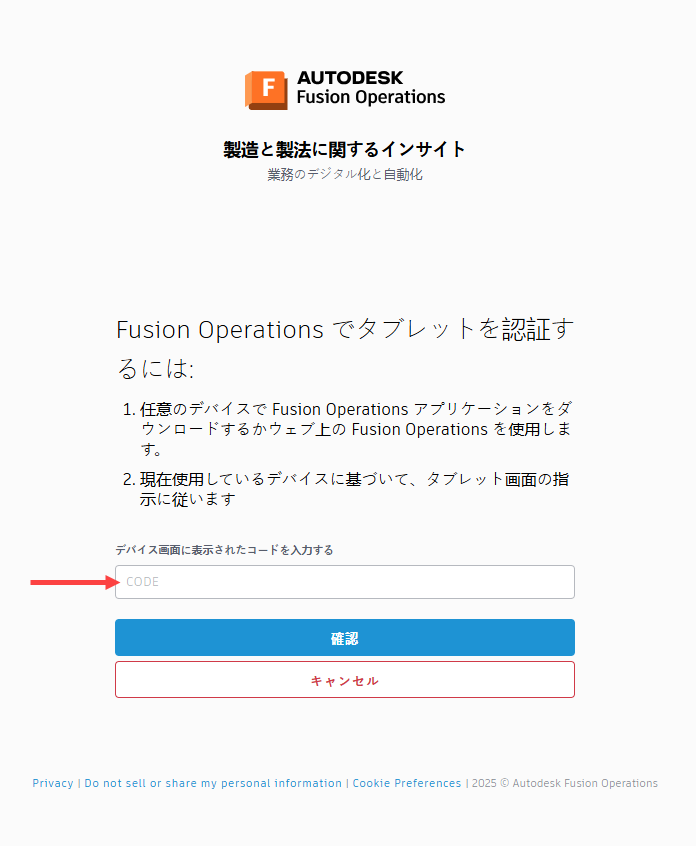 F
AUTODESK
Fusion Operations
製造と製法に関するインサイト
業務のデジタル化と自動化
Fusion Operations でタブレットを認証す
るには:
1. 任意のデバイスで Fusion Operations アプリケーションをダ
ウンロードするかウェブ上の Fusion Operations を使用しま
す。
2. 現在使用しているデバイスに基づいて、タブレット画面の指
示に従います
デバイス画面に表示されたコードを入力する
CODE
確認
キャンセル
Privacy | Do not sell or share my personal information | Cookie Preferences | 2025 © Autodesk Fusion Operations